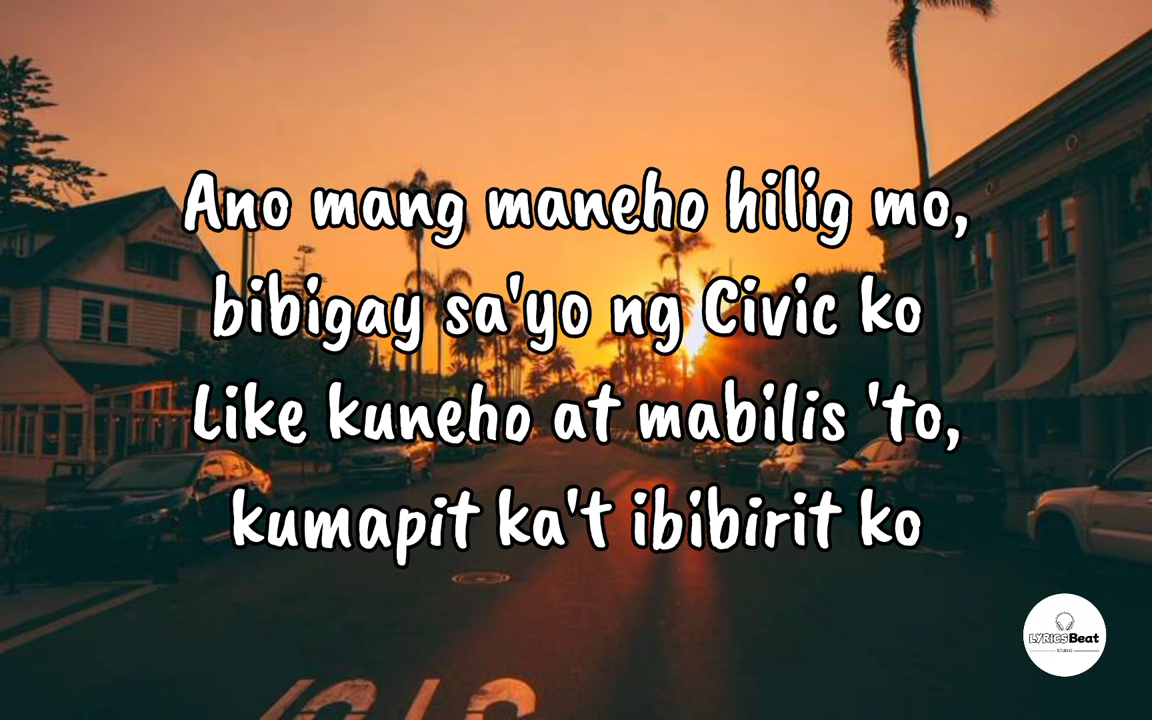 Ano mang maneho hilig mo,
bibigay sa'yo ng Civic ko
Like kuneho at mabilis 'to,
kumapit ka't ibibirit ko
LYRICSBeat
STUDIO